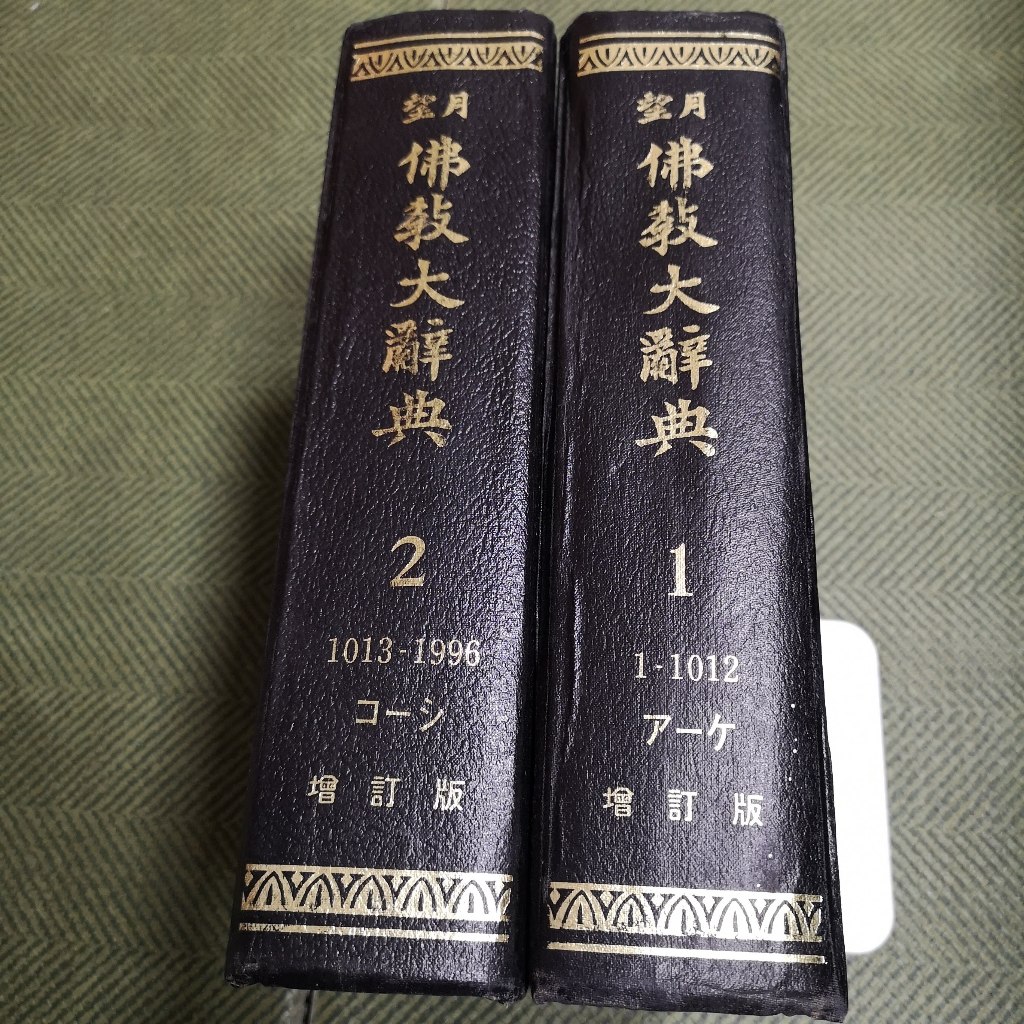 望月
佛教大辭典
2
1013-1996
コーシ
增訂版
望月
佛教大辭典
1
1-1012
アーケ
增訂版